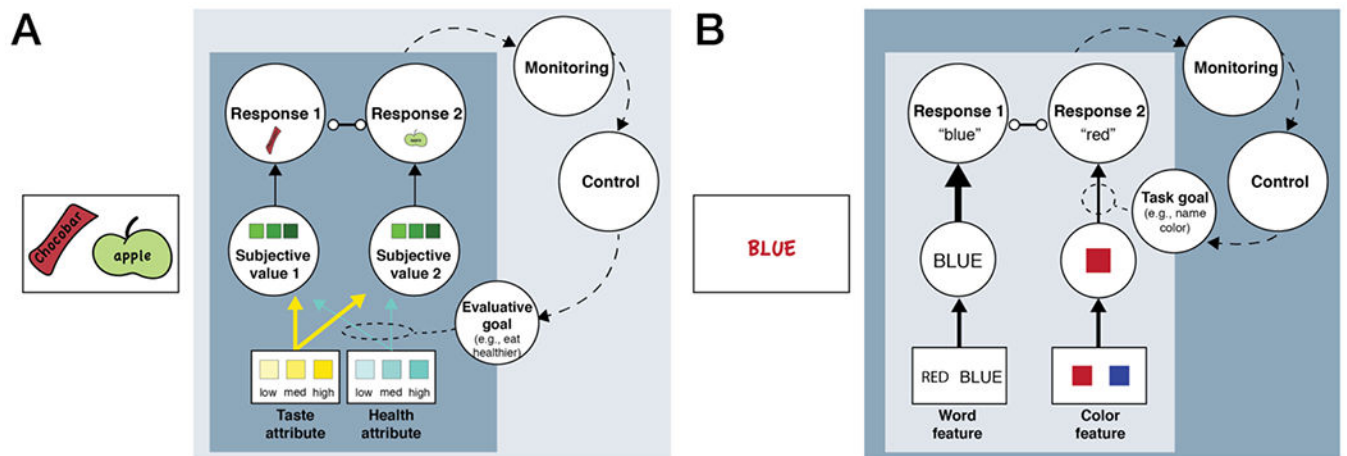 A
Chocobar
apple
Response 1
Response 2
apple
Monitoring
Control
Subjective
value 1
Subjective
value 2
Evaluative
goal
(e.g., eat
healthier)
low med high
low med high
Taste
attribute
Health
attribute
B
BLUE
Response 1
"blue"
Response 2
"red"
Monitoring
Control
Task goal
(e.g., name
color)
BLUE
RED BLUE
Word
feature
Color
feature